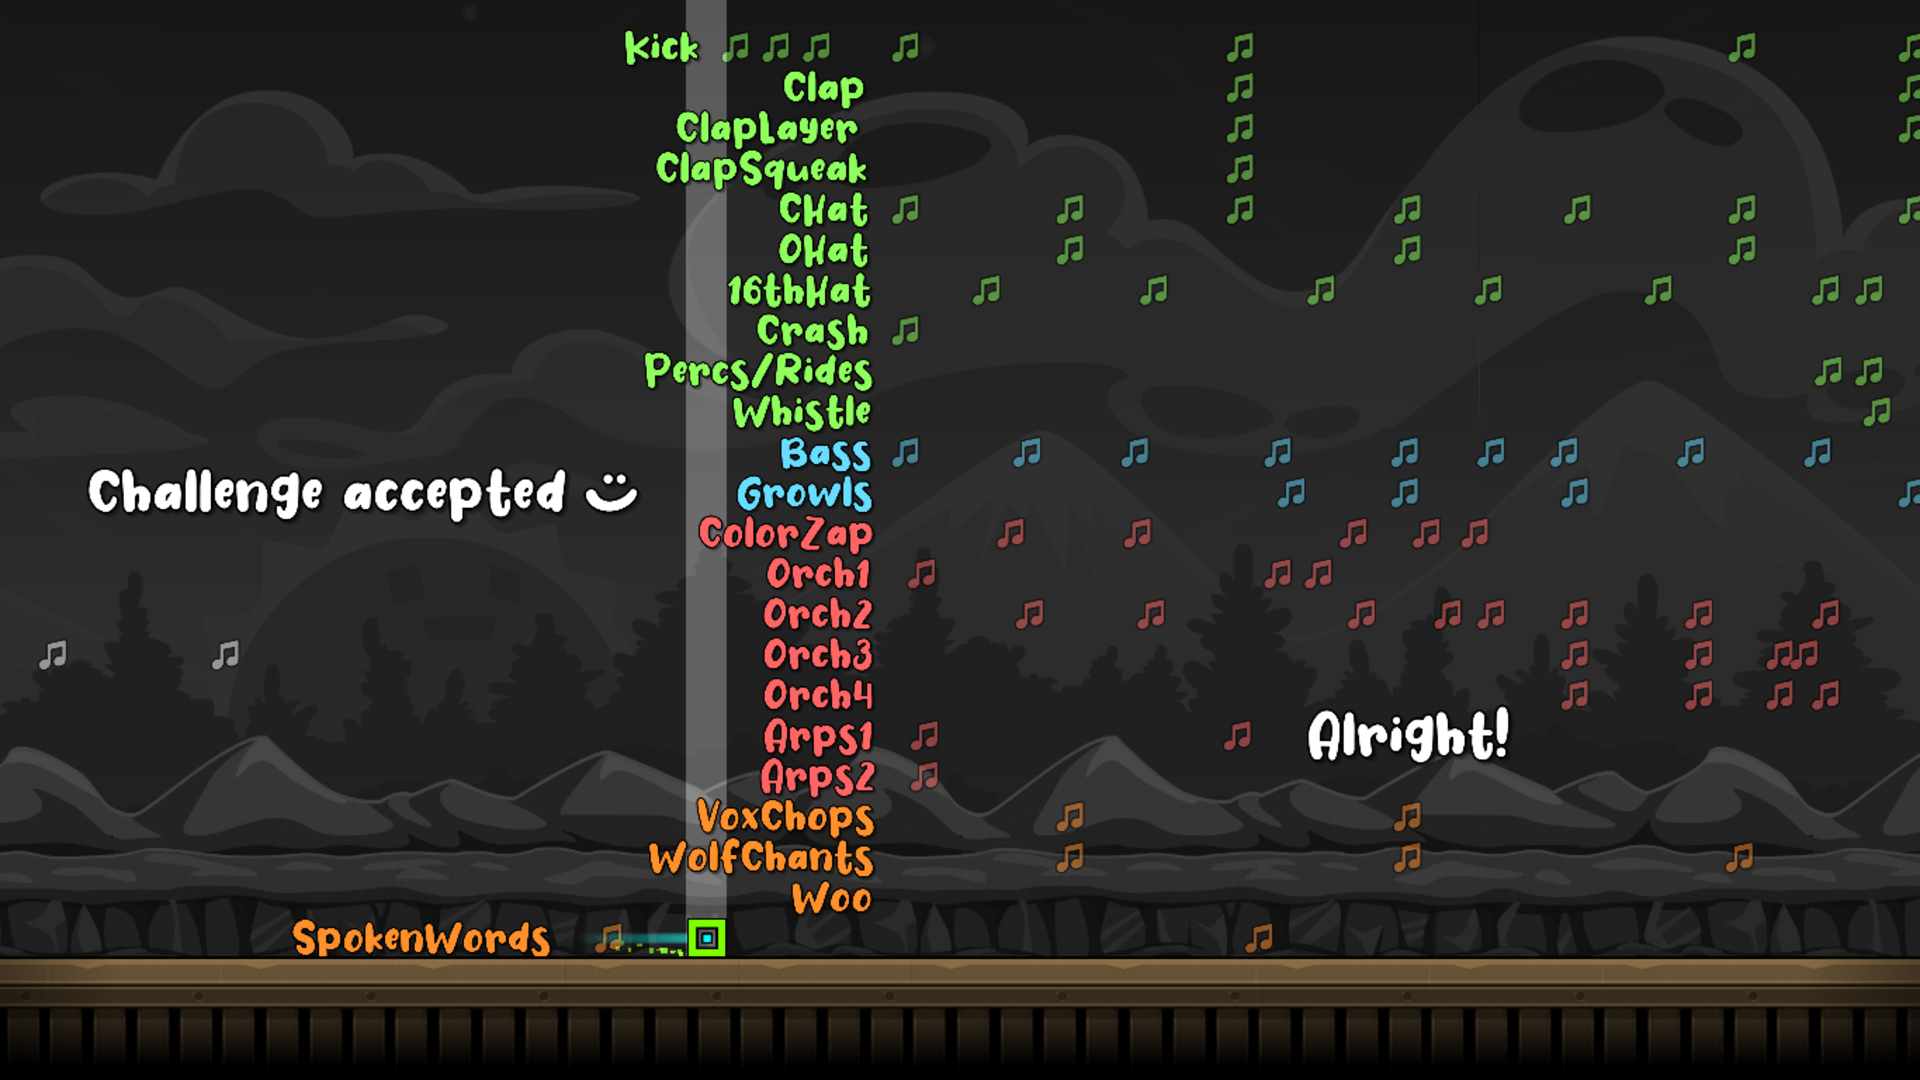 Kick
Clap
ClapLayer
ClapSqueak
CHat
OHat
16thHat
Crash
Percs/Rides
Whistle
Bass
Challenge accepted
Growls
ColorZap
Orch1
Orch2
Orch3
Orch4
Arps1
Alright!
Arps2
VoxChops
WolfChants
Woo
SpokenWords